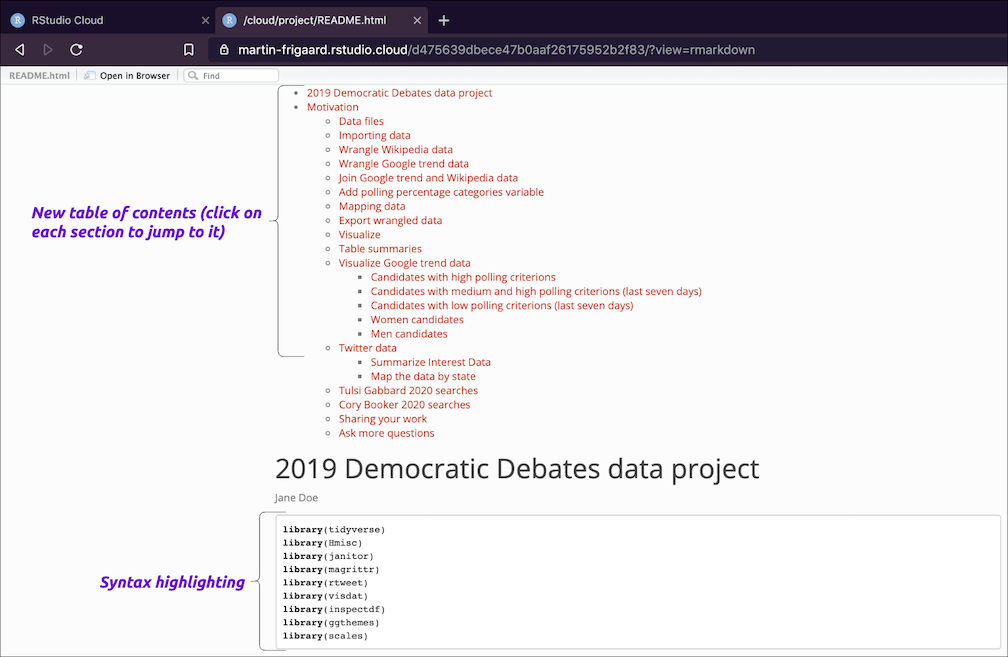 R RStudio Cloud
R /cloud/project/README.html
martin-frigaard.rstudio.cloud/d475639dbece47b0aaf26175952b2f83/?view=rmarkdown
README.html Open in Browser Find
2019 Democratic Debates data project
Motivation
Data files
Importing data
Wrangle Wikipedia data
Wrangle Google trend data
Join Google trend and Wikipedia data
Add polling percentage categories variable
Mapping data
Export wrangled data
Visualize
Table summaries
Visualize Google trend data
Candidates with high polling criterions
Candidates with medium and high polling criterions (last seven days)
Candidates with low polling criterions (last seven days)
Women candidates
Men candidates
Twitter data
Summarize Interest Data
Map the data by state
Tulsi Gabbard 2020 searches
Cory Booker 2020 searches
Sharing your work
Ask more questions
New table of contents (click on
each section to jump to it)
2019 Democratic Debates data project
Jane Doe
Syntax highlighting
library(tidyverse)
library(Hmisc)
library(janitor)
library(magrittr)
library(rtweet)
library(visdat)
library(inspectdf)
library(ggthemes)
library(scales)